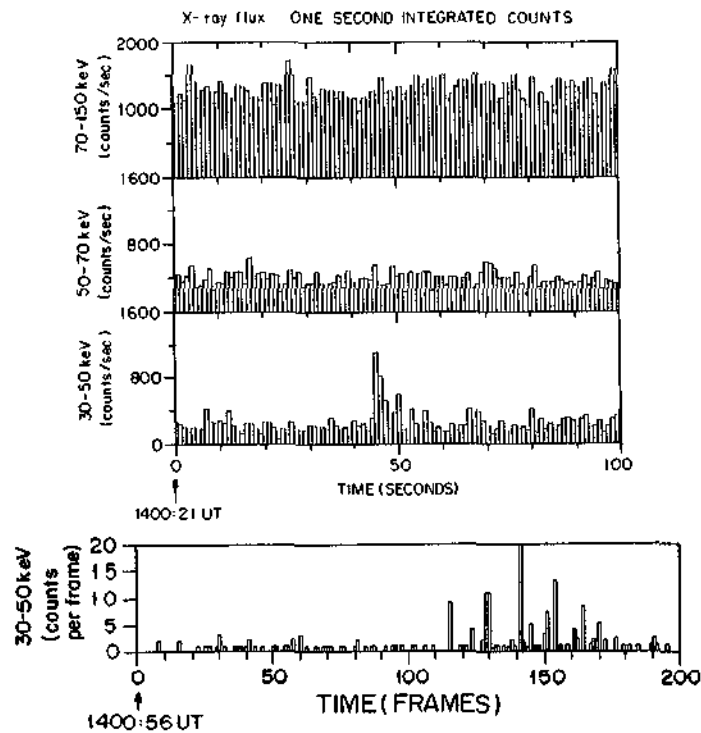 X-ray flux ONE SECOND INTEGRATED COUNTS
70-150 keV
(counts/sec)
2000
1000
1600
50-70 keV
(counts/sec)
800
1600
30-50 keV
(counts/sec)
800
0
0 50 100
TIME (SECONDS)
1400:21 UT
30-50 keV
(counts
per frame)
20
15
10
5
0
0 50 100 150 200
TIME (FRAMES)
1400:56 UT